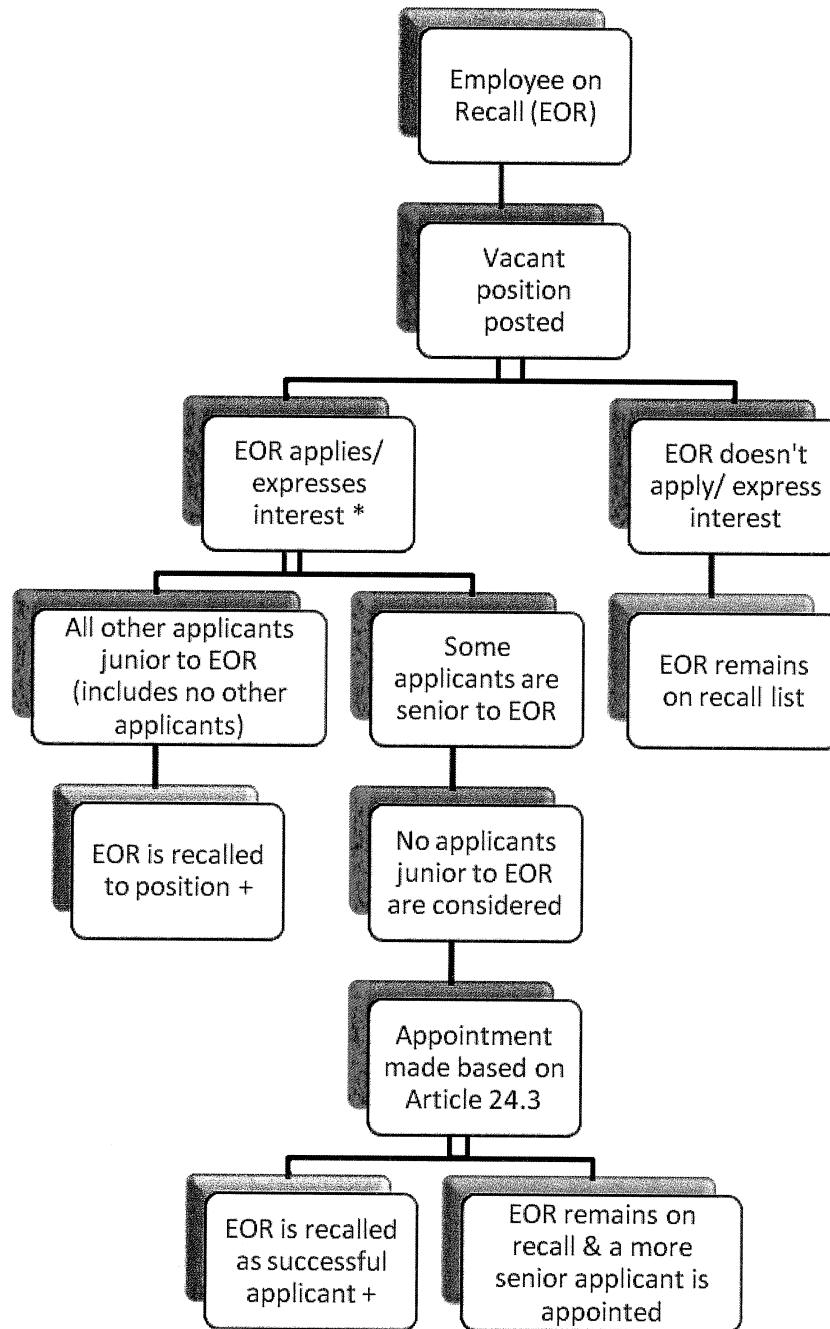 Employee on
Recall (EOR)
Vacant
position
posted
EOR applies/
expresses
interest *
EOR doesn't
apply/ express
interest
All other applicants
junior to EOR
(includes no other
applicants)
Some
applicants are
senior to EOR
EOR remains
on recall list
EOR is recalled
to position +
No applicants
junior to EOR
are considered
Appointment
made based on
Article 24.3
EOR is recalled
as successful
applicant +
EOR remains on
recall & a more
senior applicant is
appointed